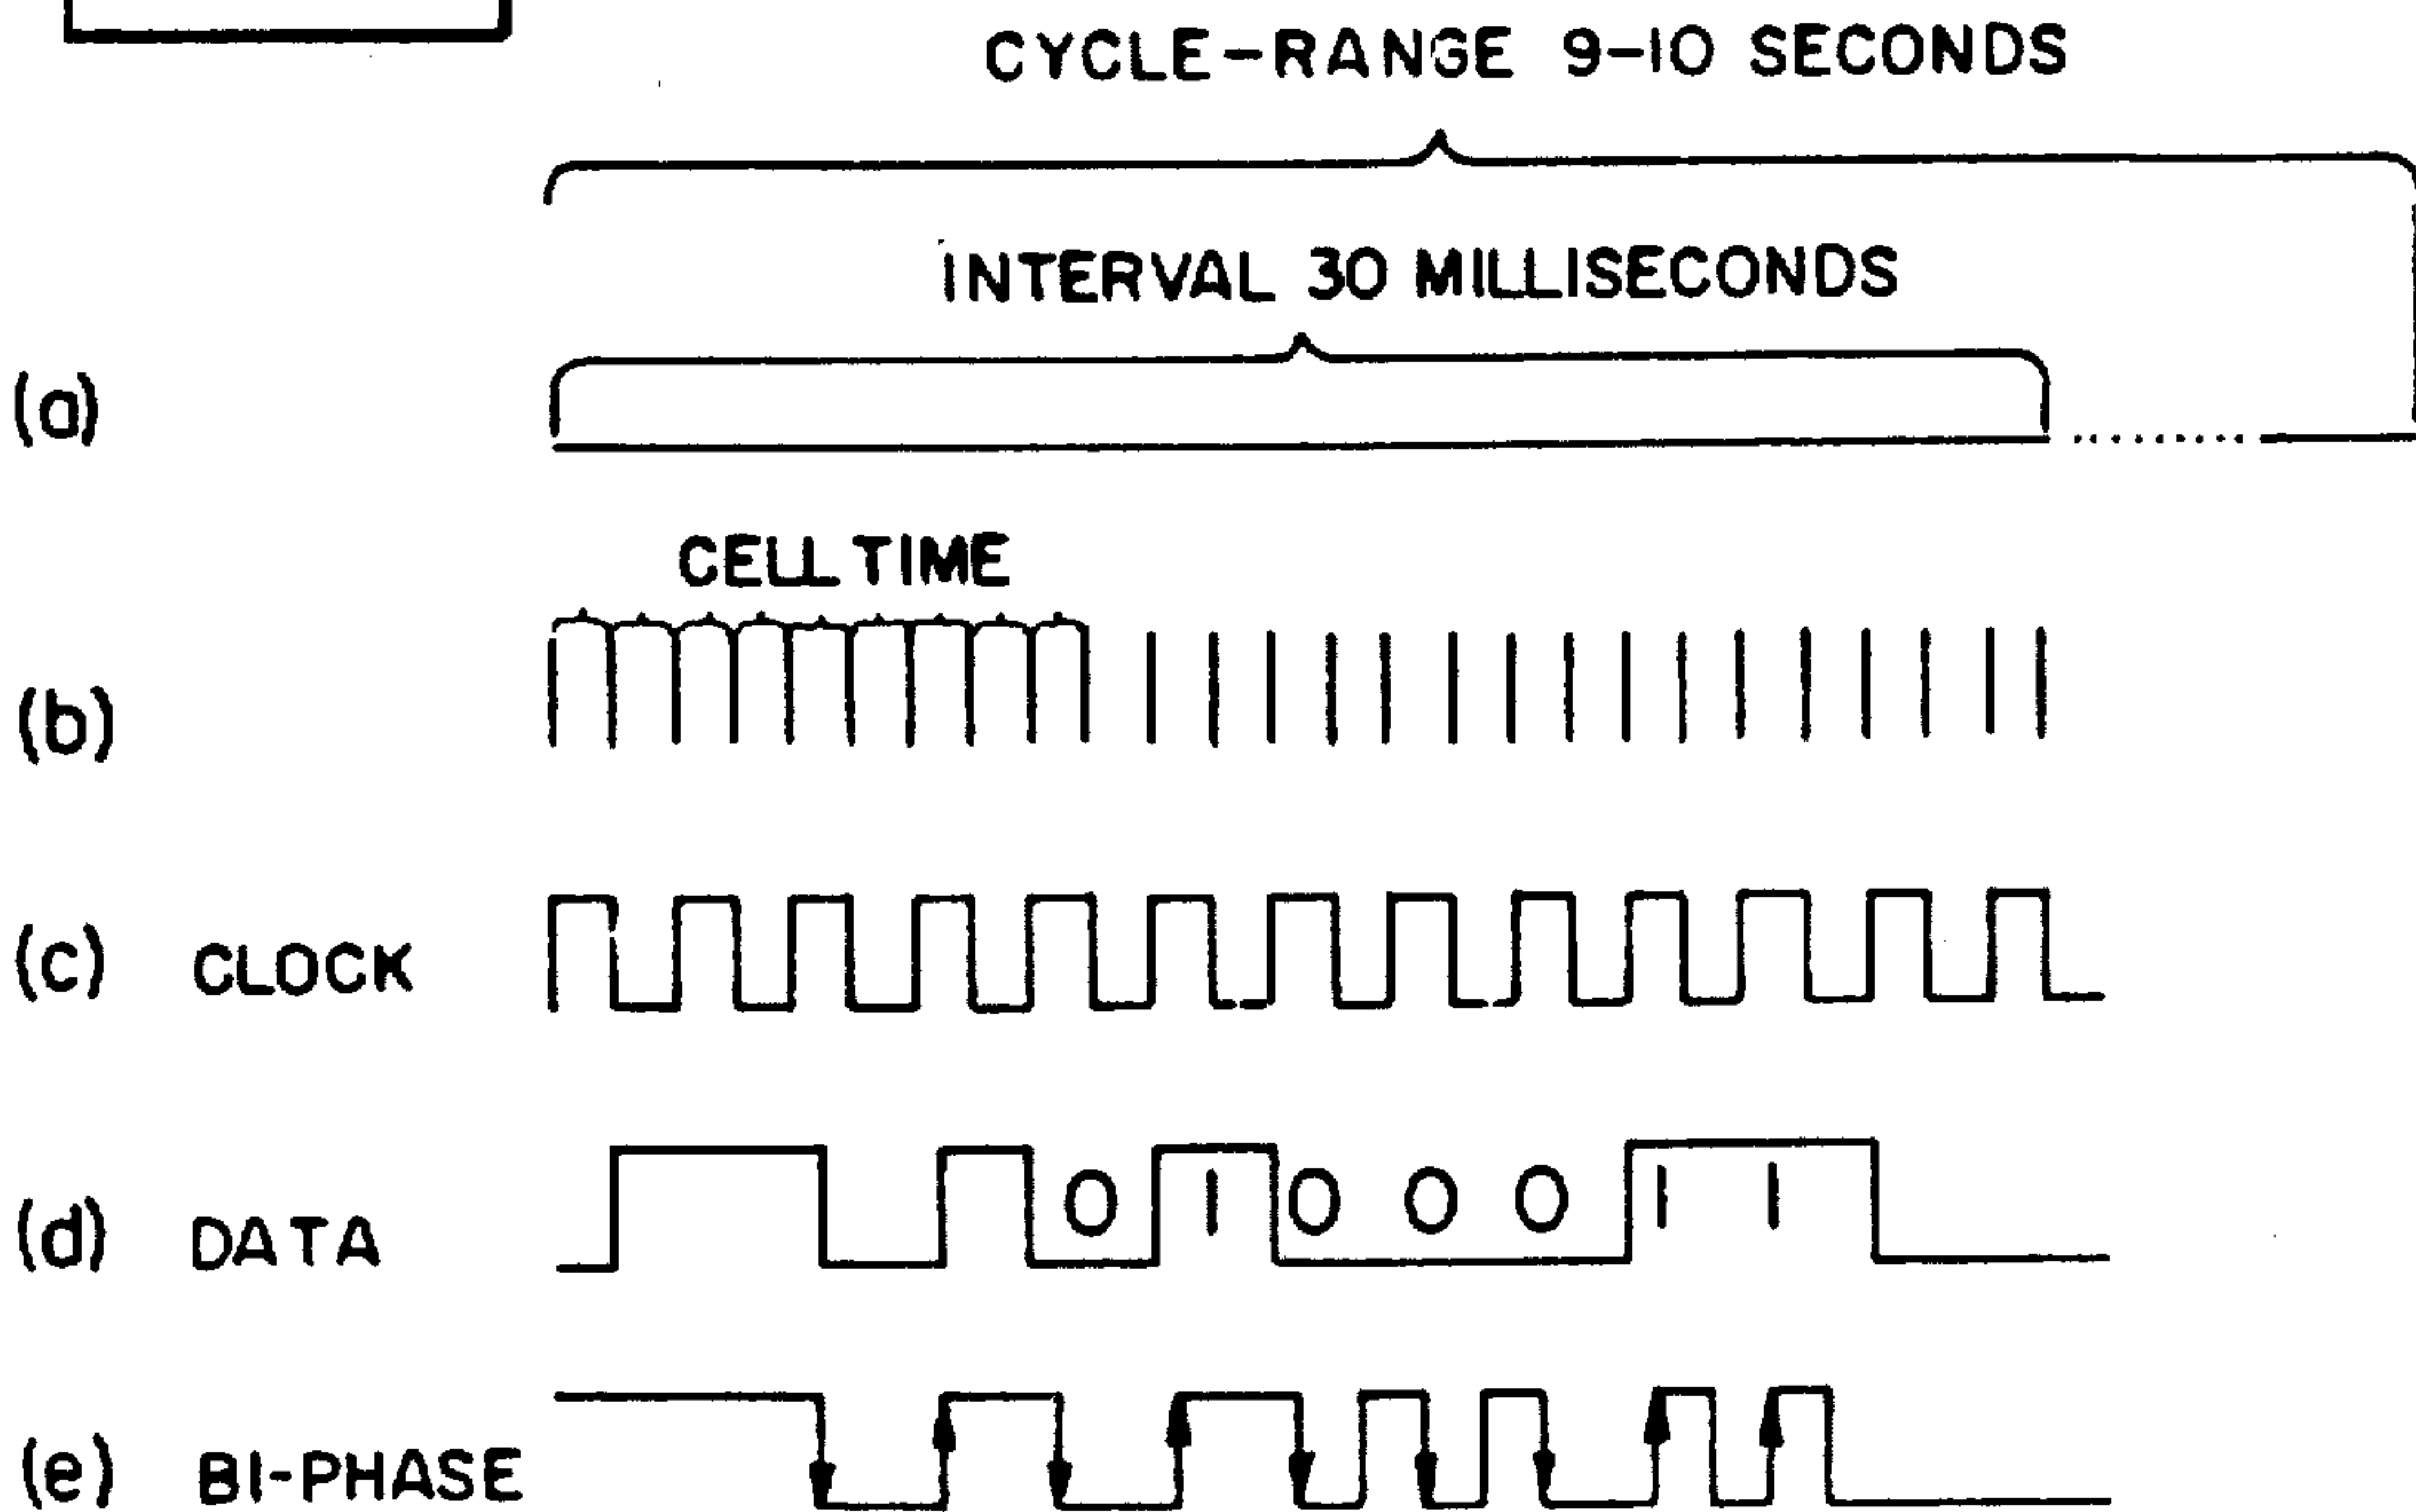 CYCLE-RANGE 9-10 SECONDS
INTERVAL 30 MILLISECONDS
(a)
CELL TIME
(b)
(c) CLOCK
(d) DATA 0 1 0 0 0 1 1
(e) BI-PHASE